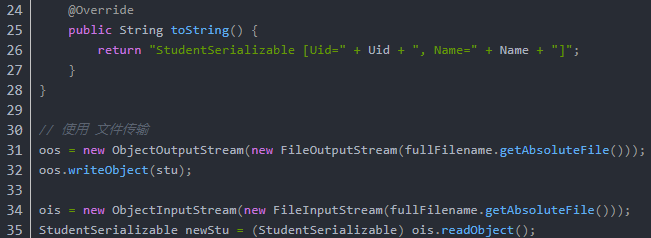 24 @Override
25 public String toString() {
26 return "StudentSerializable [Uid=" + Uid + ", Name=" + Name + "]";
27 }
28 }
29
30 // 使用 文件传输
31 oos = new ObjectOutputStream(new FileOutputStream(fullFilename.getAbsoluteFile()));
32 oos.writeObject(stu);
33
34 ois = new ObjectInputStream(new FileInputStream(fullFilename.getAbsoluteFile()));
35 StudentSerializable newStu = (StudentSerializable) ois.readObject();